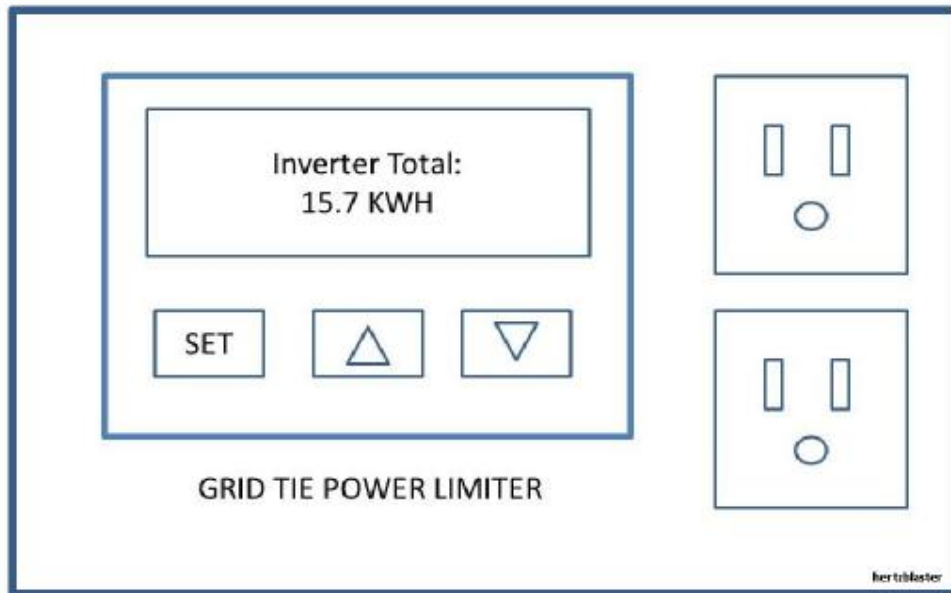 Inverter Total:
15.7 KWH
SET
GRID TIE POWER LIMITER
hertzblaster